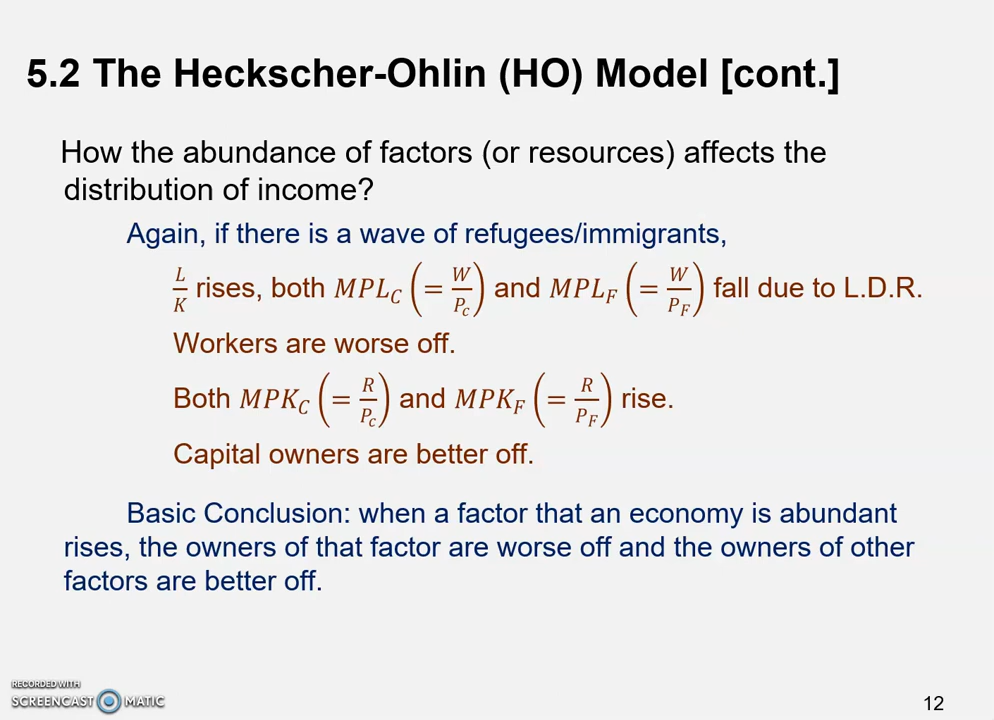 5.2 The Heckscher-Ohlin (HO) Model [cont.]
How the abundance of factors (or resources) affects the
distribution of income?
Again, if there is a wave of refugees/immigrants,
L/K rises, both MPL_C (= W/P_c) and MPL_F (= W/P_F) fall due to L.D.R.
Workers are worse off.
Both MPK_C (= R/P_c) and MPK_F (= R/P_F) rise.
Capital owners are better off.
Basic Conclusion: when a factor that an economy is abundant
rises, the owners of that factor are worse off and the owners of other
factors are better off.
RECORDED WITH
SCREENCAST MATIC
12